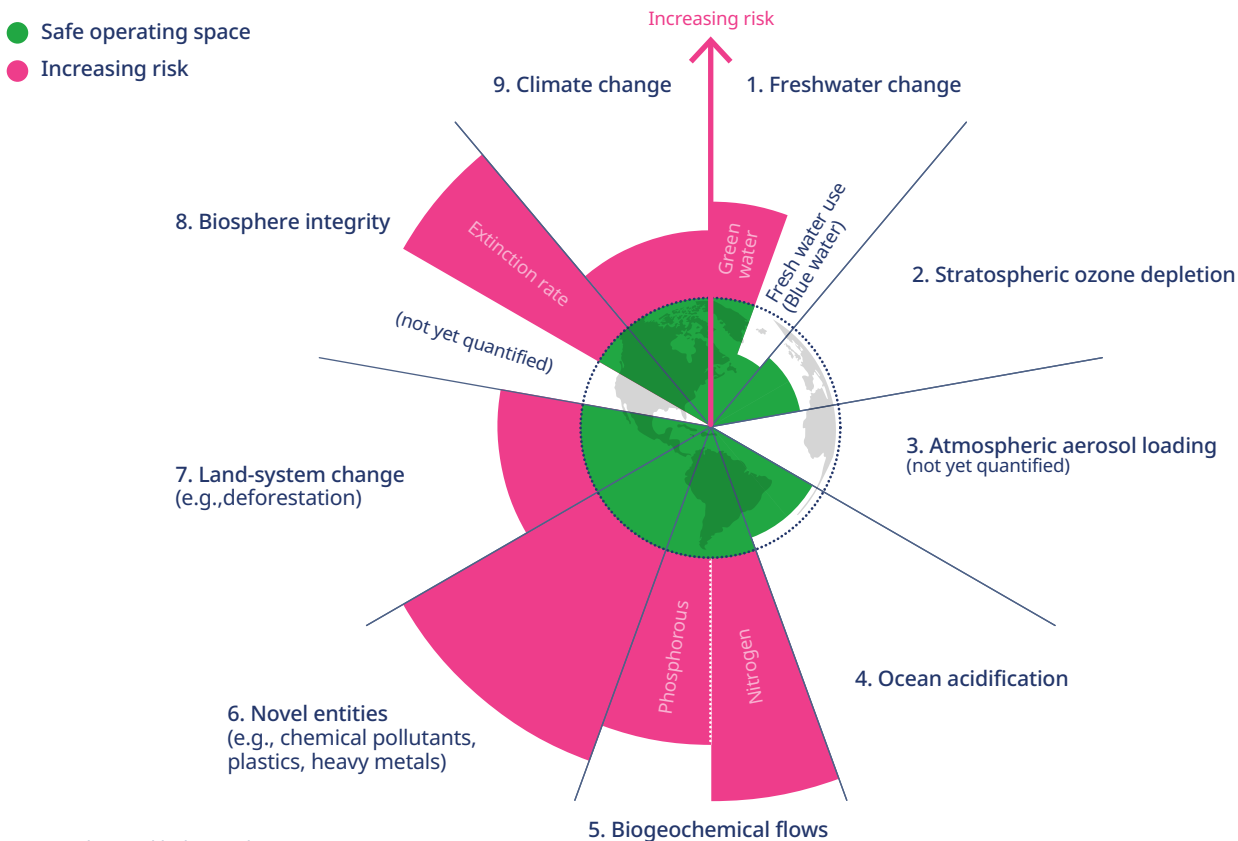 Increasing risk
Safe operating space
Increasing risk
9. Climate change
1. Freshwater change
8. Biosphere integrity
Extinction rate
Green
water
Fresh water use
(Blue water)
2. Stratospheric ozone depletion
(not yet quantified)
3. Atmospheric aerosol loading
(not yet quantified)
7. Land-system change
(e.g.,deforestation)
Phosphorous
Nitrogen
4. Ocean acidification
6. Novel entities
(e.g., chemical pollutants,
plastics, heavy metals)
5. Biogeochemical flows